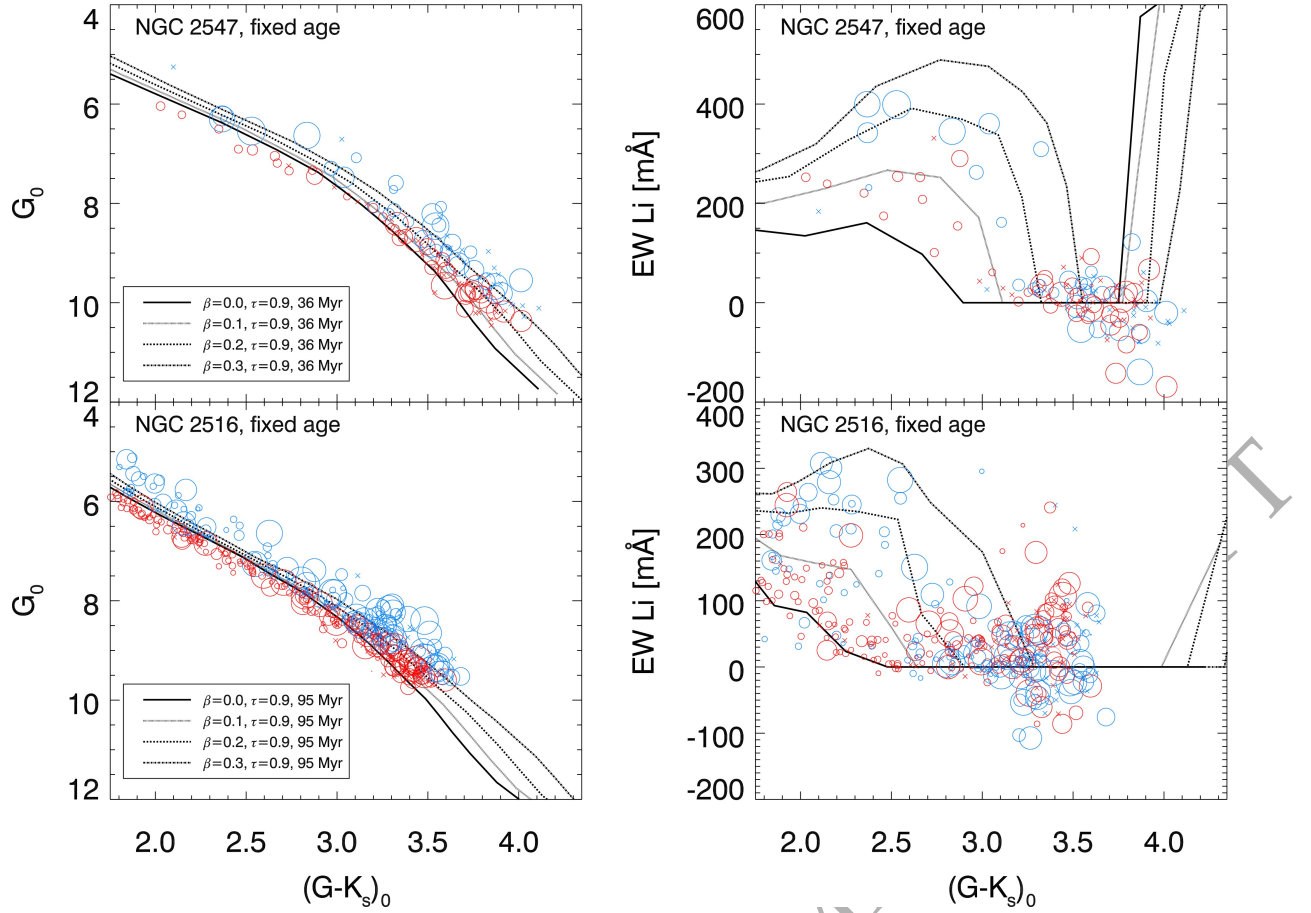 NGC 2547, fixed age
4
6
8
10
12
G₀
β=0.0, τ=0.9, 36 Myr
β=0.1, τ=0.9, 36 Myr
β=0.2, τ=0.9, 36 Myr
β=0.3, τ=0.9, 36 Myr
NGC 2547, fixed age
600
400
200
0
-200
EW Li [mÅ]
NGC 2516, fixed age
4
6
8
10
12
G₀
β=0.0, τ=0.9, 95 Myr
β=0.1, τ=0.9, 95 Myr
β=0.2, τ=0.9, 95 Myr
β=0.3, τ=0.9, 95 Myr
2.0 2.5 3.0 3.5 4.0
(G-Kₛ)₀
NGC 2516, fixed age
400
300
200
100
0
-100
-200
EW Li [mÅ]
2.0 2.5 3.0 3.5 4.0
(G-Kₛ)₀
T